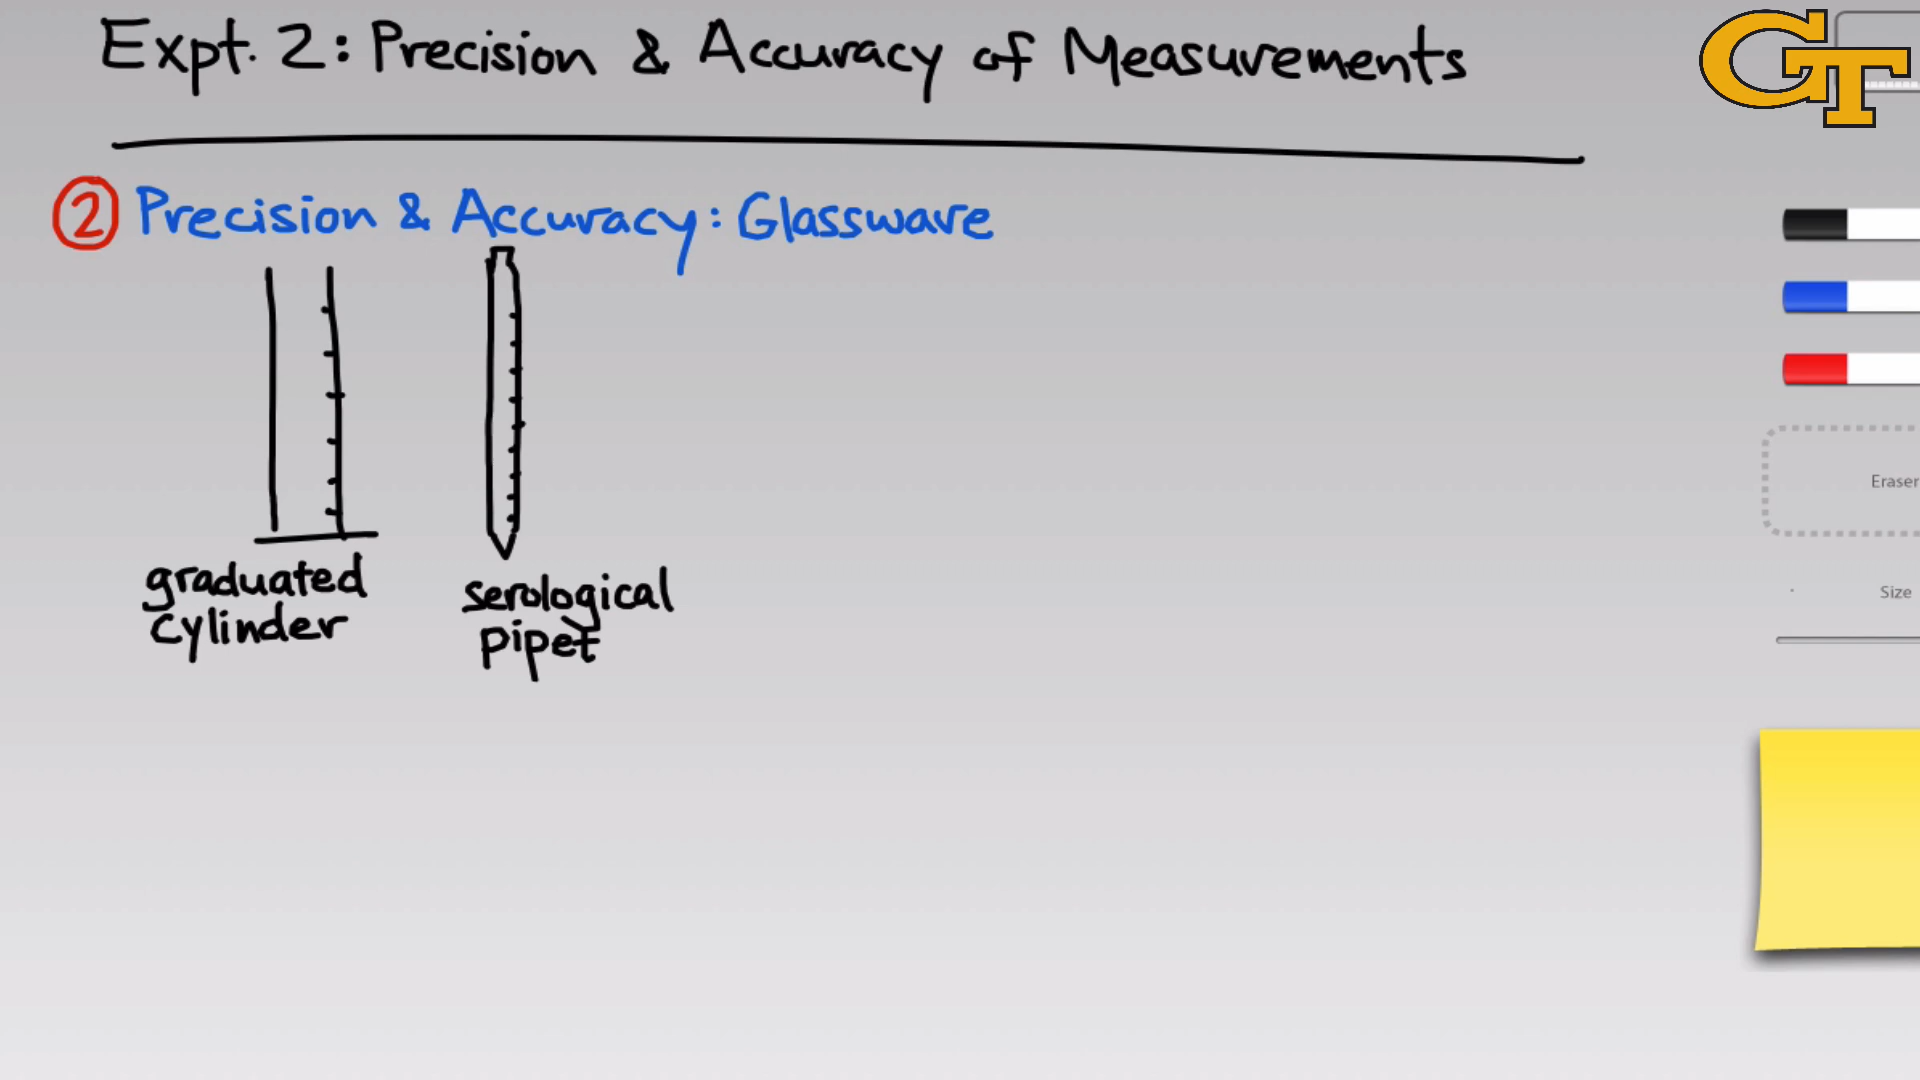 Expt. 2: Precision & Accuracy of Measurements
GT
② Precision & Accuracy: Glassware
graduated
cylinder
serological
pipet
Eraser
Size